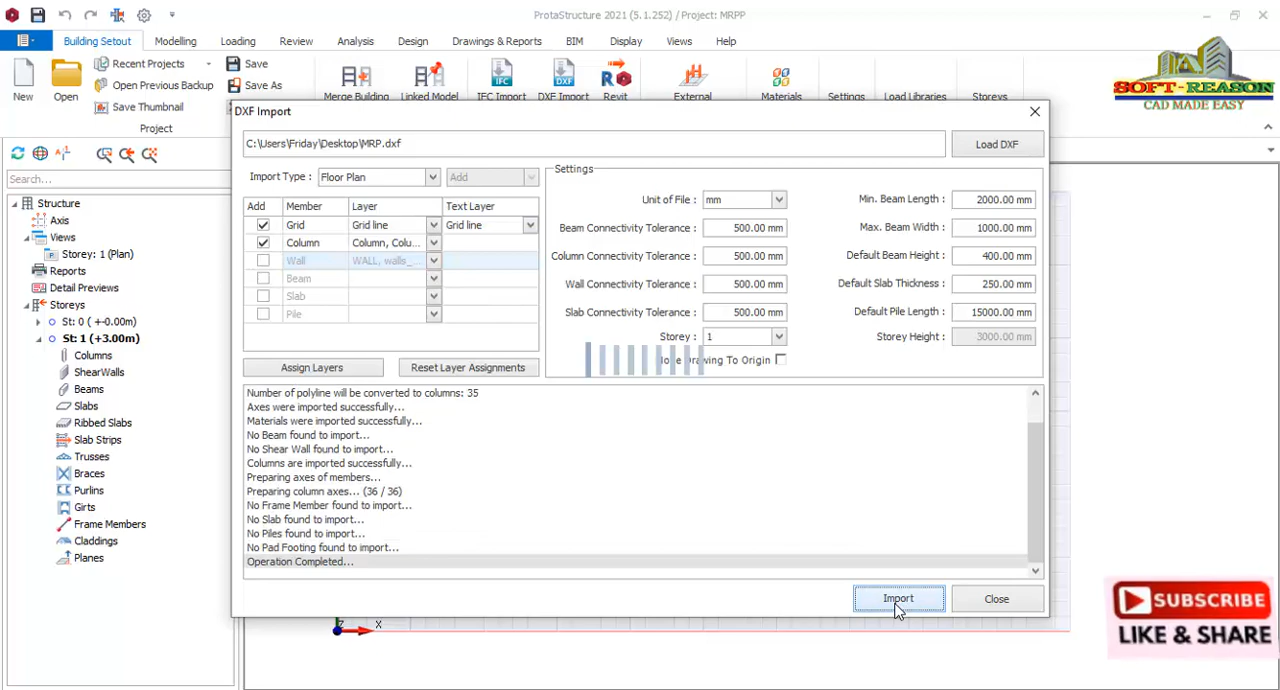 ProtaStructure 2021 (5.1.252) / Project: MRPP
Building Setout Modelling Loading Review Analysis Design Drawings & Reports BIM Display Views Help
New
Open
Recent Projects
Open Previous Backup
Save Thumbnail
Save
Save As
Project
Merge Building
Linked Model
IFC Import
DXF Import
Revit
External
Materials
Settings
Load Libraries
Storeys
SOFT-REASON
CAD MADE EASY
Search...
Structure
Axis
Views
Storey: 1 (Plan)
Reports
Detail Previews
Storeys
St: 0 ( +-0.00m)
St: 1 (+3.00m)
Columns
ShearWalls
Beams
Slabs
Ribbed Slabs
Slab Strips
Trusses
Braces
Purlins
Girts
Frame Members
Claddings
Planes
DXF Import
C:\Users\Friday\Desktop\MRP.dxf
Load DXF
Import Type : Floor Plan Add
Add Member Layer Text Layer
Grid Grid line Grid line
Column Column, Colu...
Wall WALL, walls_
Beam
Slab
Pile
Assign Layers Reset Layer Assignments
Settings
Unit of File : mm
Beam Connectivity Tolerance : 500.00 mm
Column Connectivity Tolerance : 500.00 mm
Wall Connectivity Tolerance : 500.00 mm
Slab Connectivity Tolerance : 500.00 mm
Storey : 1
Drawing To Origin
Min. Beam Length : 2000.00 mm
Max. Beam Width : 1000.00 mm
Default Beam Height : 400.00 mm
Default Slab Thickness : 250.00 mm
Default Pile Length : 15000.00 mm
Storey Height : 3000.00 mm
Number of polyline will be converted to columns: 35
Axes were imported successfully...
Materials were imported successfully...
No Beam found to import...
No Shear Wall found to import...
Columns are imported successfully...
Preparing axes of members...
Preparing column axes... (36 / 36)
No Frame Member found to import...
No Slab found to import...
No Piles found to import...
No Pad Footing found to import...
Operation Completed...
Import Close
X
SUBSCRIBE
LIKE & SHARE